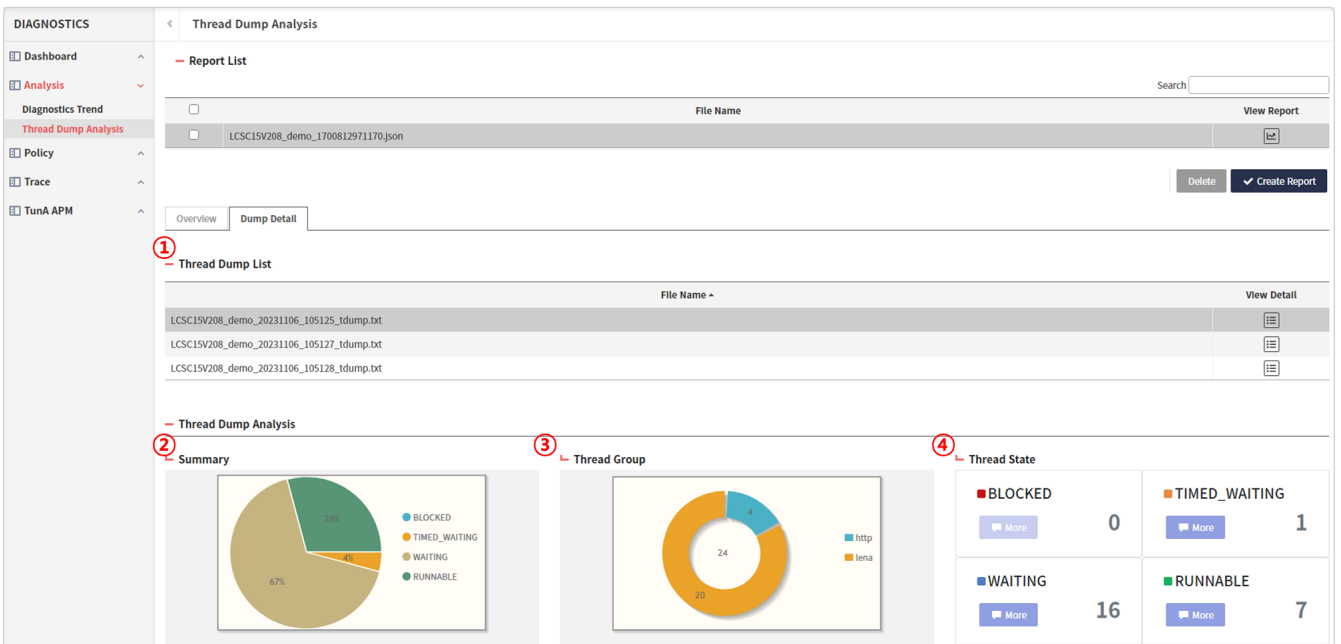 DIAGNOSTICS
Thread Dump Analysis
Dashboard
Analysis
Diagnostics Trend
Thread Dump Analysis
Policy
Trace
TunA APM
Report List
Search
File Name View Report
LCSC15V208_demo_1700812971170.json
Delete Create Report
Overview Dump Detail
①
Thread Dump List
File Name View Detail
LCSC15V208_demo_20231106_105125_tdump.txt
LCSC15V208_demo_20231106_105127_tdump.txt
LCSC15V208_demo_20231106_105128_tdump.txt
Thread Dump Analysis
②
Summary
29%
4%
67%
BLOCKED
TIMED_WAITING
WAITING
RUNNABLE
③
Thread Group
4
24
20
http
lena
④
Thread State
BLOCKED
More 0
TIMED_WAITING
More 1
WAITING
More 16
RUNNABLE
More 7